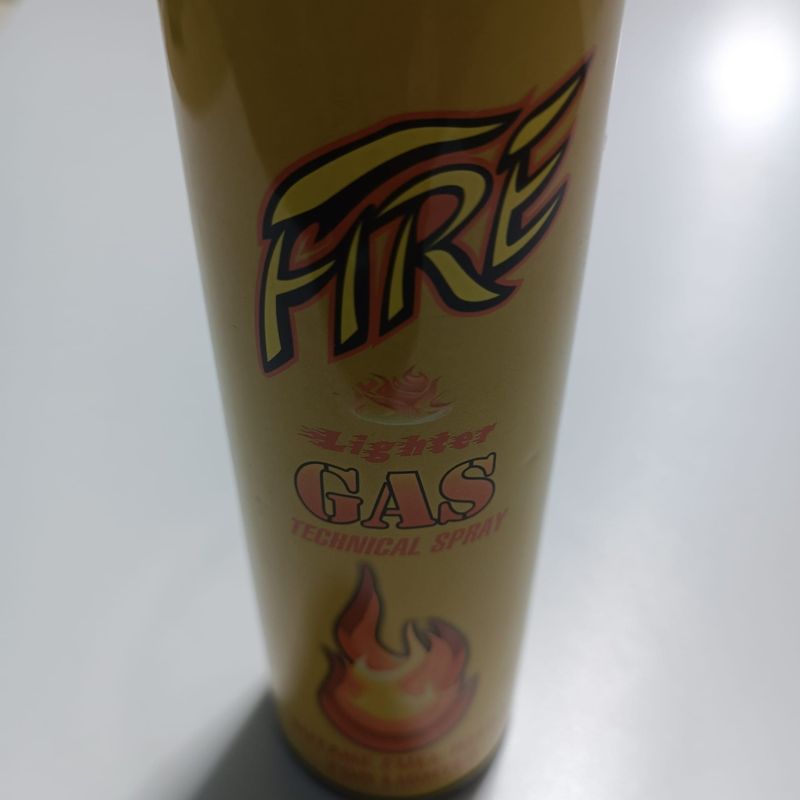 FIRE
Lighter
GAS
TECHNICAL SPRAY